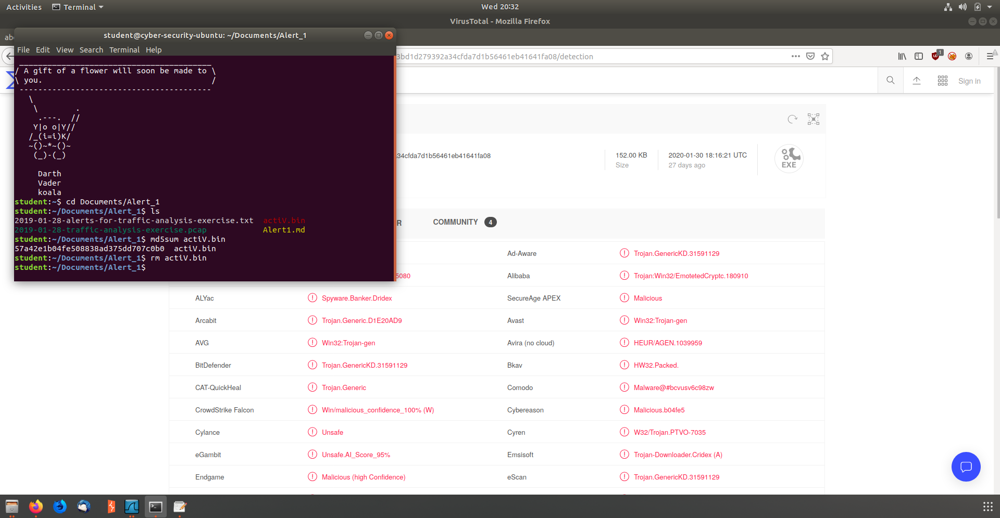 Activities
Terminal
Wed 20:32
VirusTotal - Mozilla Firefox
student@cyber-security-ubuntu: ~/Documents/Alert_1
File Edit View Search Terminal Help
3bd1d279392a34cfda7d1b56461eb41641fa08/detection
1
Sign in
/ A gift of a flower will soon be made to \
\ you. /
----------------------------------------
\
\ .
.---. //
Y|o o|Y//
/_(i=i)K/
~()~*~()~
(_)-(_)
Darth
Vader
koala
student:~$ cd Documents/Alert_1
student:~/Documents/Alert_1$ ls
2019-01-28-alerts-for-traffic-analysis-exercise.txt actiV.bin
2019-01-28-traffic-analysis-exercise.pcap Alert1.md
student:~/Documents/Alert_1$ md5sum actiV.bin
57a42e1b04fe508838ad375dd707c0b0 actiV.bin
student:~/Documents/Alert_1$ rm actiV.bin
student:~/Documents/Alert_1$
34cfda7d1b56461eb41641fa08
152.00 KB
Size
2020-01-30 18:16:21 UTC
27 days ago
EXE
R
COMMUNITY 4
Ad-Aware Trojan.GenericKD.31591129
5080 Alibaba Trojan:Win32/EmotetedCryptc.180910
ALYac Spyware.Banker.Dridex SecureAge APEX Malicious
Arcabit Trojan.Generic.D1E20AD9 Avast Win32:Trojan-gen
AVG Win32:Trojan-gen Avira (no cloud) HEUR/AGEN.1039959
BitDefender Trojan.GenericKD.31591129 Bkav HW32.Packed.
CAT-QuickHeal Trojan.Generic Comodo Malware@#bcvusv6c98zw
CrowdStrike Falcon Win/malicious_confidence_100% (W) Cybereason Malicious.b04fe5
Cylance Unsafe Cyren W32/Trojan.PTVO-7035
eGambit Unsafe.AI_Score_95% Emsisoft Trojan-Downloader.Cridex (A)
Endgame Malicious (high Confidence) eScan Trojan.GenericKD.31591129